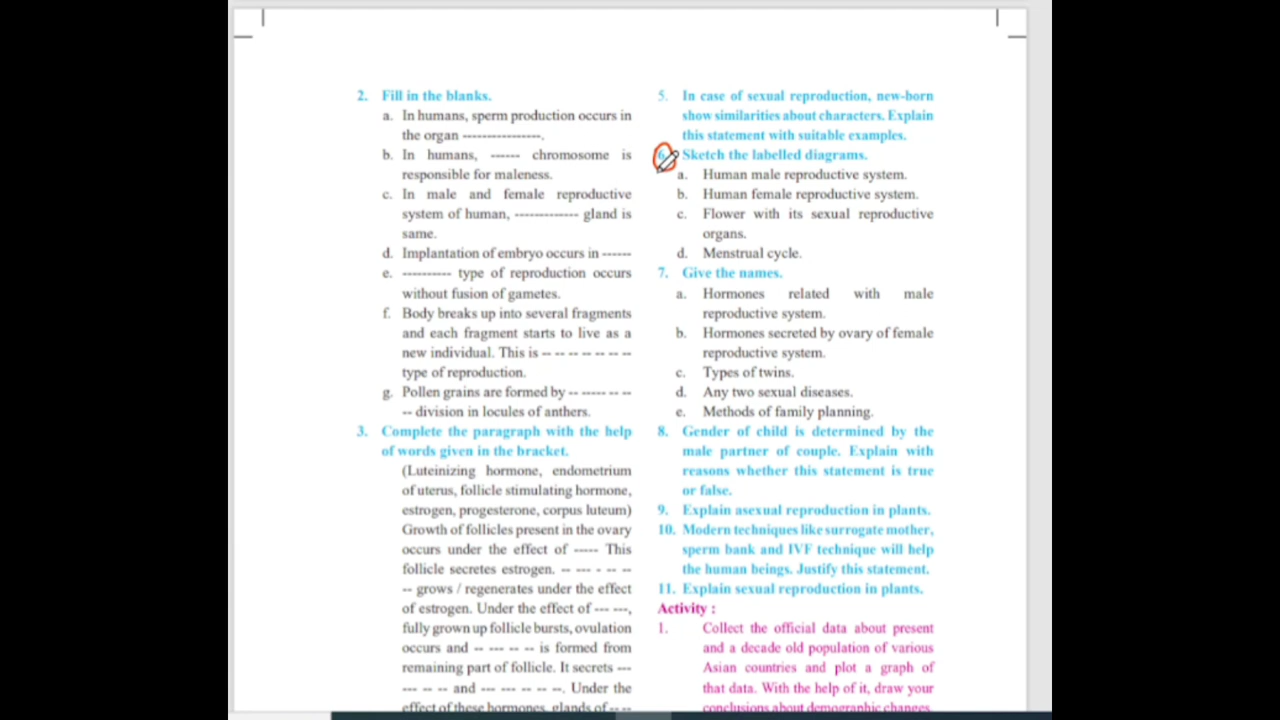 2. Fill in the blanks.
a. In humans, sperm production occurs in
the organ ----------------.
b. In humans, ------ chromosome is
responsible for maleness.
c. In male and female reproductive
system of human, ------------- gland is
same.
d. Implantation of embryo occurs in ------
e. ---------- type of reproduction occurs
without fusion of gametes.
f. Body breaks up into several fragments
and each fragment starts to live as a
new individual. This is -- -- -- -- -- -- --
type of reproduction.
g. Pollen grains are formed by -- ----- -- --
-- division in locules of anthers.
3. Complete the paragraph with the help
of words given in the bracket.
(Luteinizing hormone, endometrium
of uterus, follicle stimulating hormone,
estrogen, progesterone, corpus luteum)
Growth of follicles present in the ovary
occurs under the effect of ----- This
follicle secretes estrogen. -- --- - -- --
-- grows / regenerates under the effect
of estrogen. Under the effect of --- ---,
fully grown up follicle bursts, ovulation
occurs and -- --- -- -- is formed from
remaining part of follicle. It secrets ---
--- -- -- and --- --- -- -- --. Under the
effect of these hormones, glands of -- --
5. In case of sexual reproduction, new-born
show similarities about characters. Explain
this statement with suitable examples.
6. Sketch the labelled diagrams.
a. Human male reproductive system.
b. Human female reproductive system.
c. Flower with its sexual reproductive
organs.
d. Menstrual cycle.
7. Give the names.
a. Hormones related with male
reproductive system.
b. Hormones secreted by ovary of female
reproductive system.
c. Types of twins.
d. Any two sexual diseases.
e. Methods of family planning.
8. Gender of child is determined by the
male partner of couple. Explain with
reasons whether this statement is true
or false.
9. Explain asexual reproduction in plants.
10. Modern techniques like surrogate mother,
sperm bank and IVF technique will help
the human beings. Justify this statement.
11. Explain sexual reproduction in plants.
Activity :
1. Collect the official data about present
and a decade old population of various
Asian countries and plot a graph of
that data. With the help of it, draw your
conclusions about demographic changes.